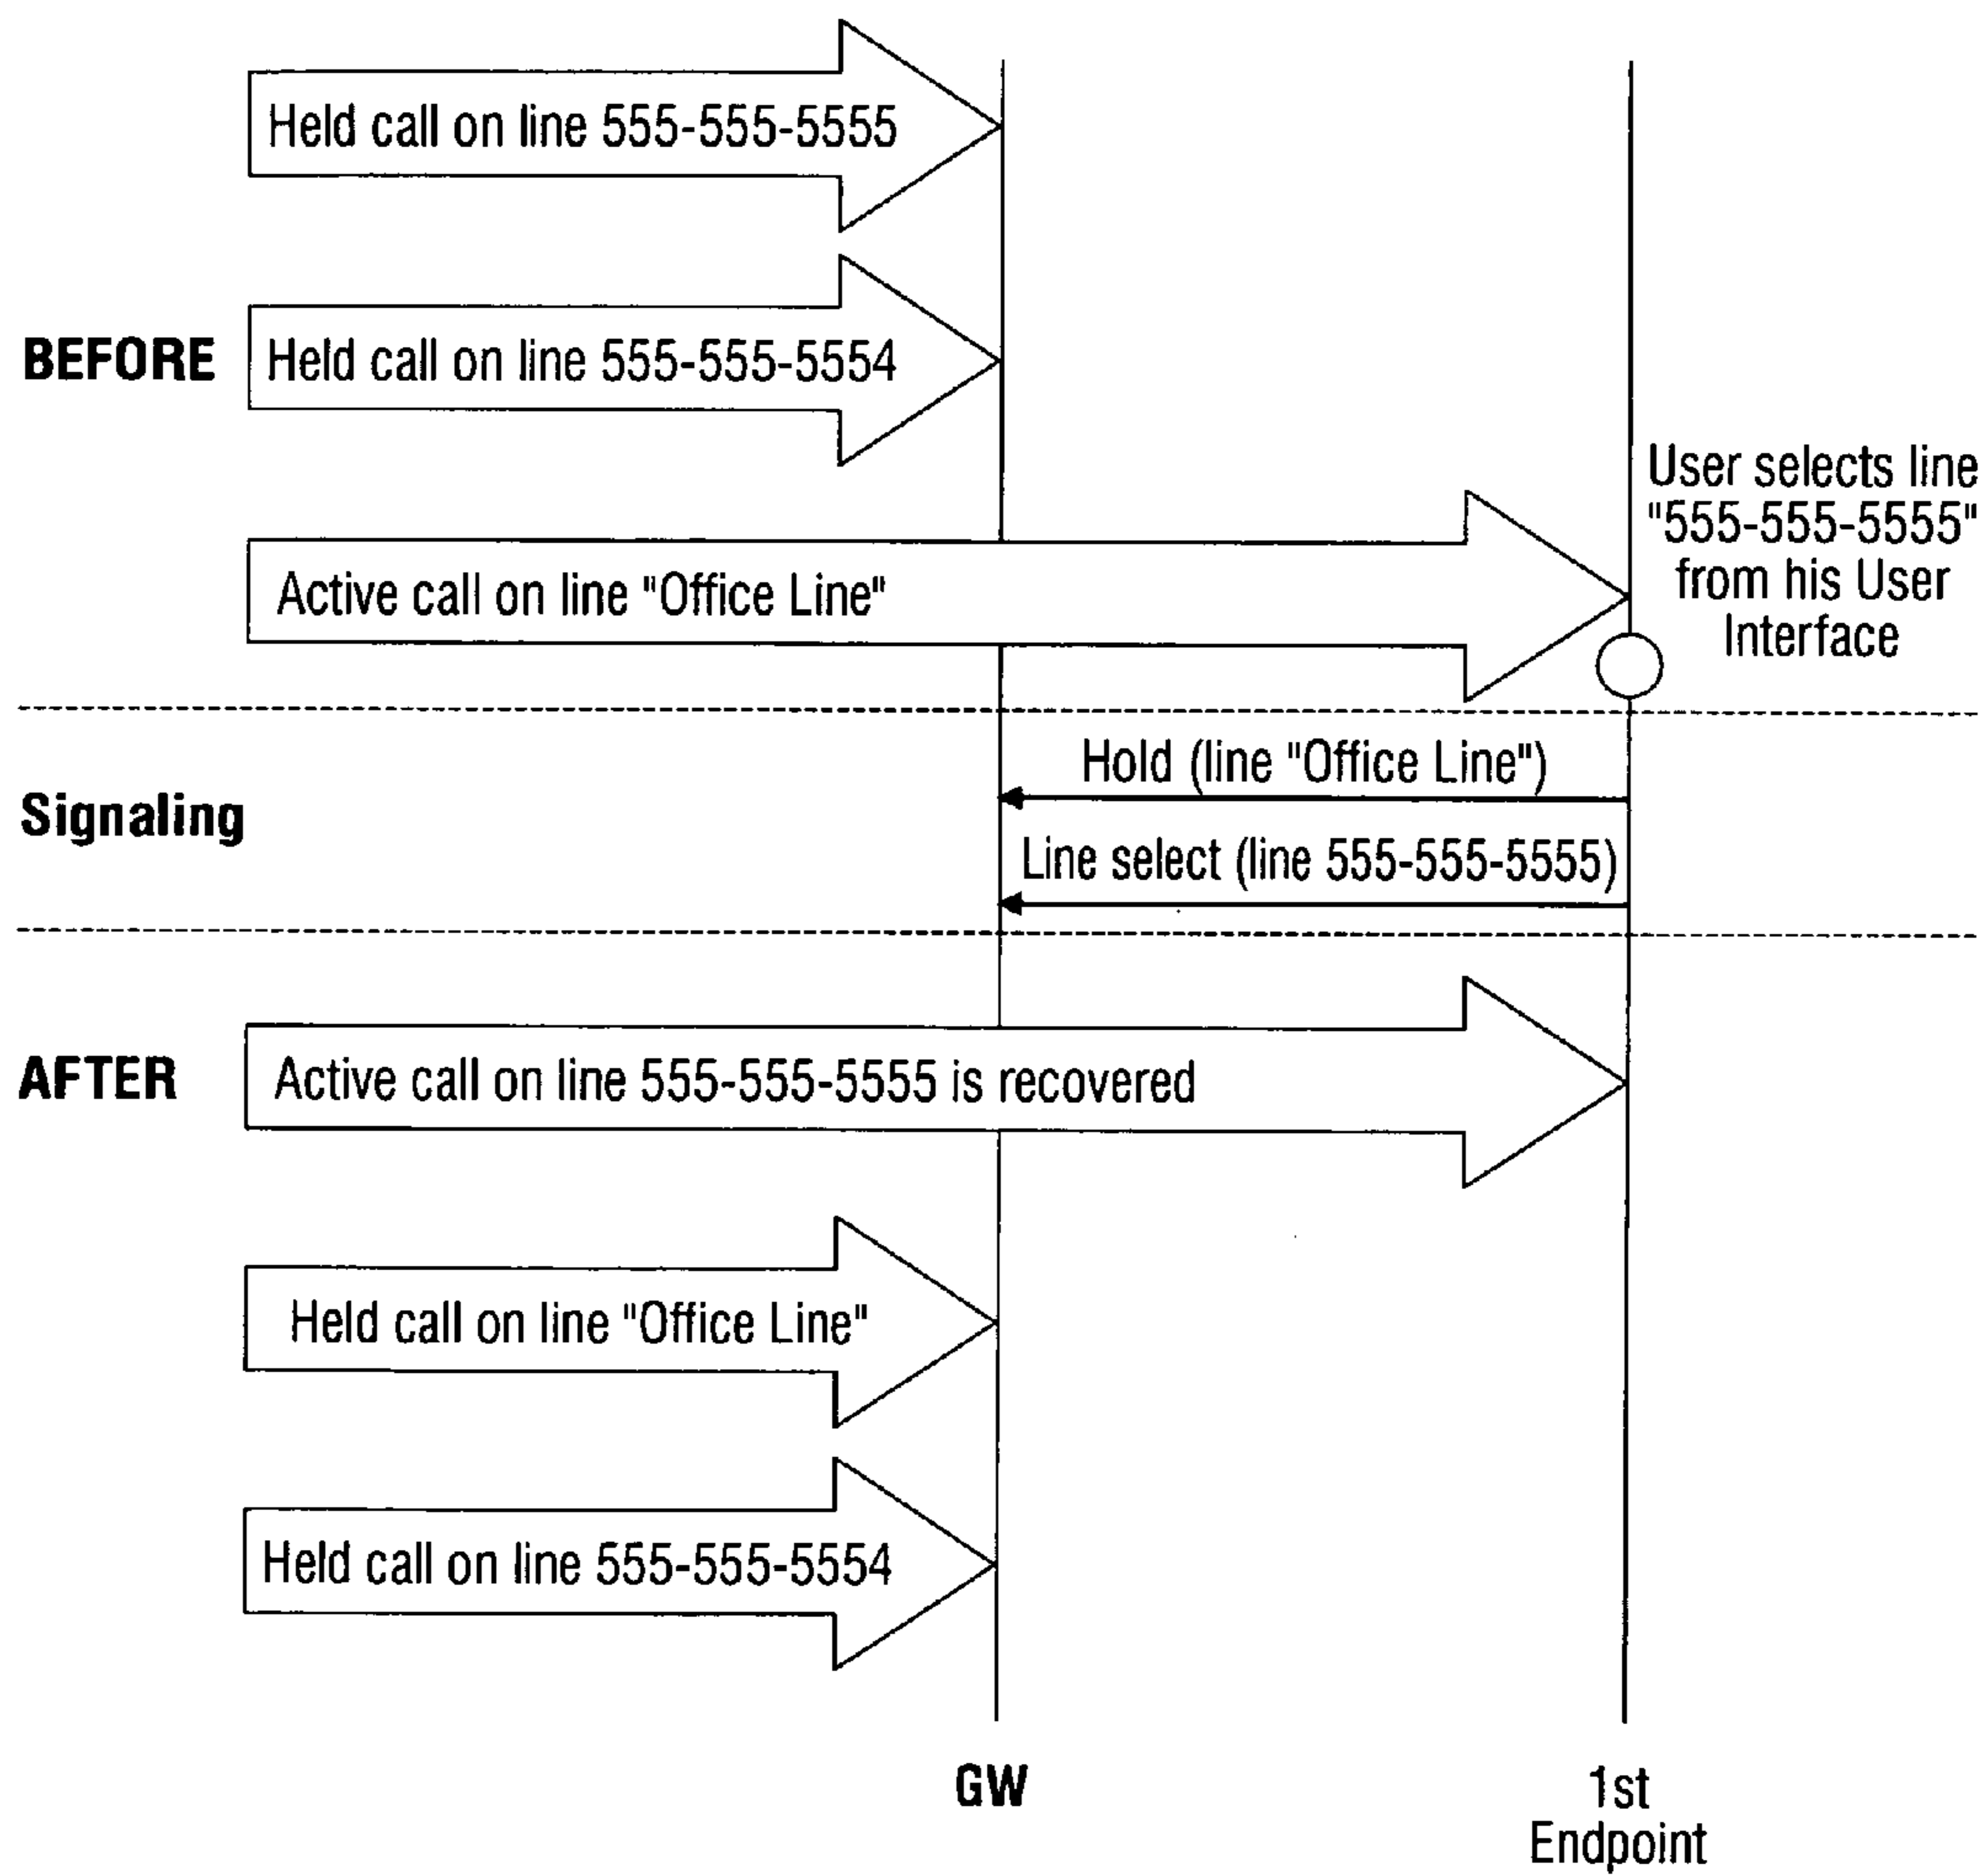 Held call on line 555-555-5555
BEFORE
Held call on line 555-555-5554
User selects line
"555-555-5555"
from his User
Interface
Active call on line "Office Line"
Signaling
Hold (line "Office Line")
Line select (line 555-555-5555)
AFTER
Active call on line 555-555-5555 is recovered
Held call on line "Office Line"
Held call on line 555-555-5554
GW
1st
Endpoint